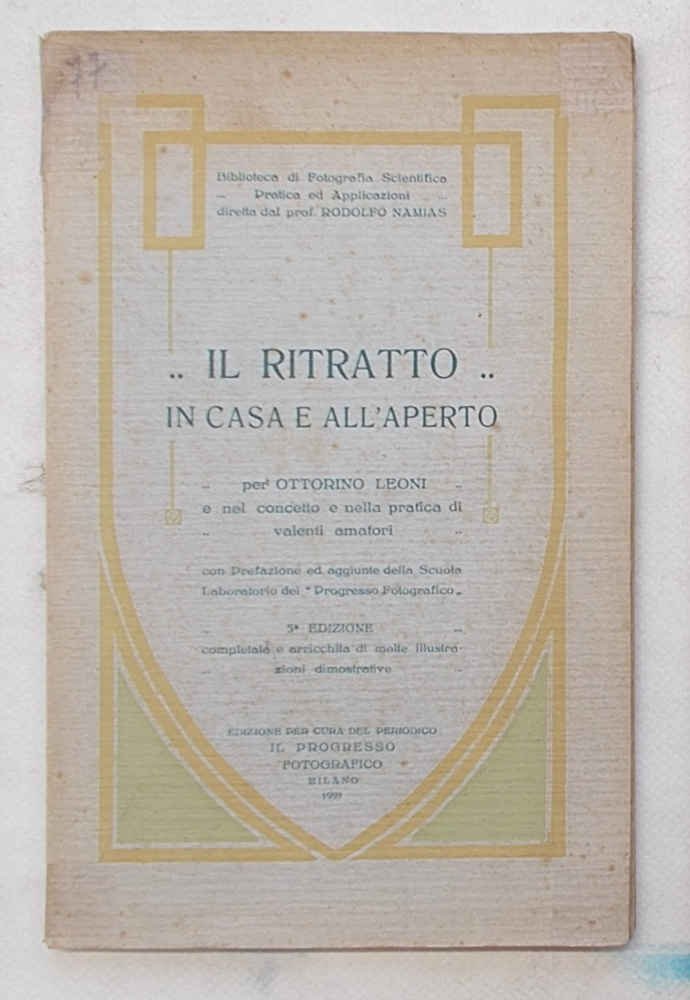 77
Biblioteca di Fotografia Scientifica
.. Pratica ed Applicazioni ..
diretta dal prof. RODOLFO NAMIAS
.. IL RITRATTO ..
IN CASA E ALL'APERTO
.. per OTTORINO LEONI ..
e nel concetto e nella pratica di
.. valenti amatori ..
con Prefazione ed aggiunte della Scuola
Laboratorio del "Progresso Fotografico„
.. EDIZIONE ..
completata e arricchita di molte illustra-
.. zioni dimostrative ..
EDIZIONE PER CURA DEL PERIODICO
IL PROGRESSO
FOTOGRAFICO
MILANO